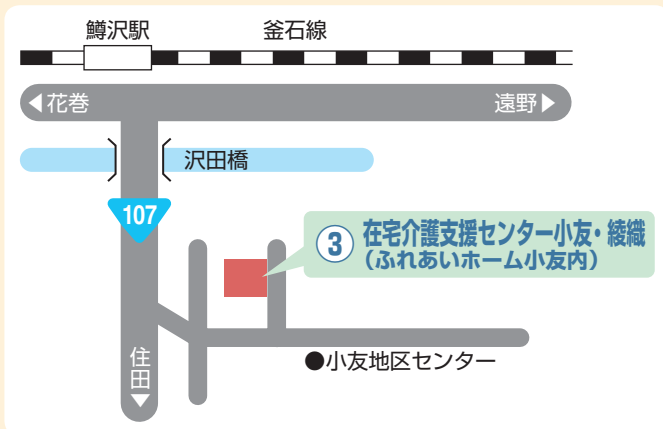 鱒沢駅
釜石線
◀花巻
遠野▶
沢田橋
107
③ 在宅介護支援センター小友・綾織
（ふれあいホーム小友内）
●小友地区センター
住田▼